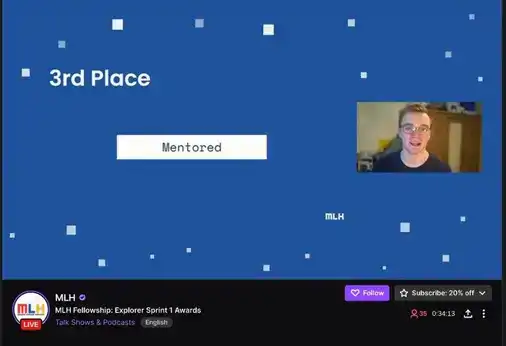 3rd Place
Mentored
MLH
MLH
MLH
LIVE
MLH Fellowship: Explorer Sprint 1 Awards
Talk Shows & Podcasts
English
Follow
Subscribe: 20% off
35
0:34:13